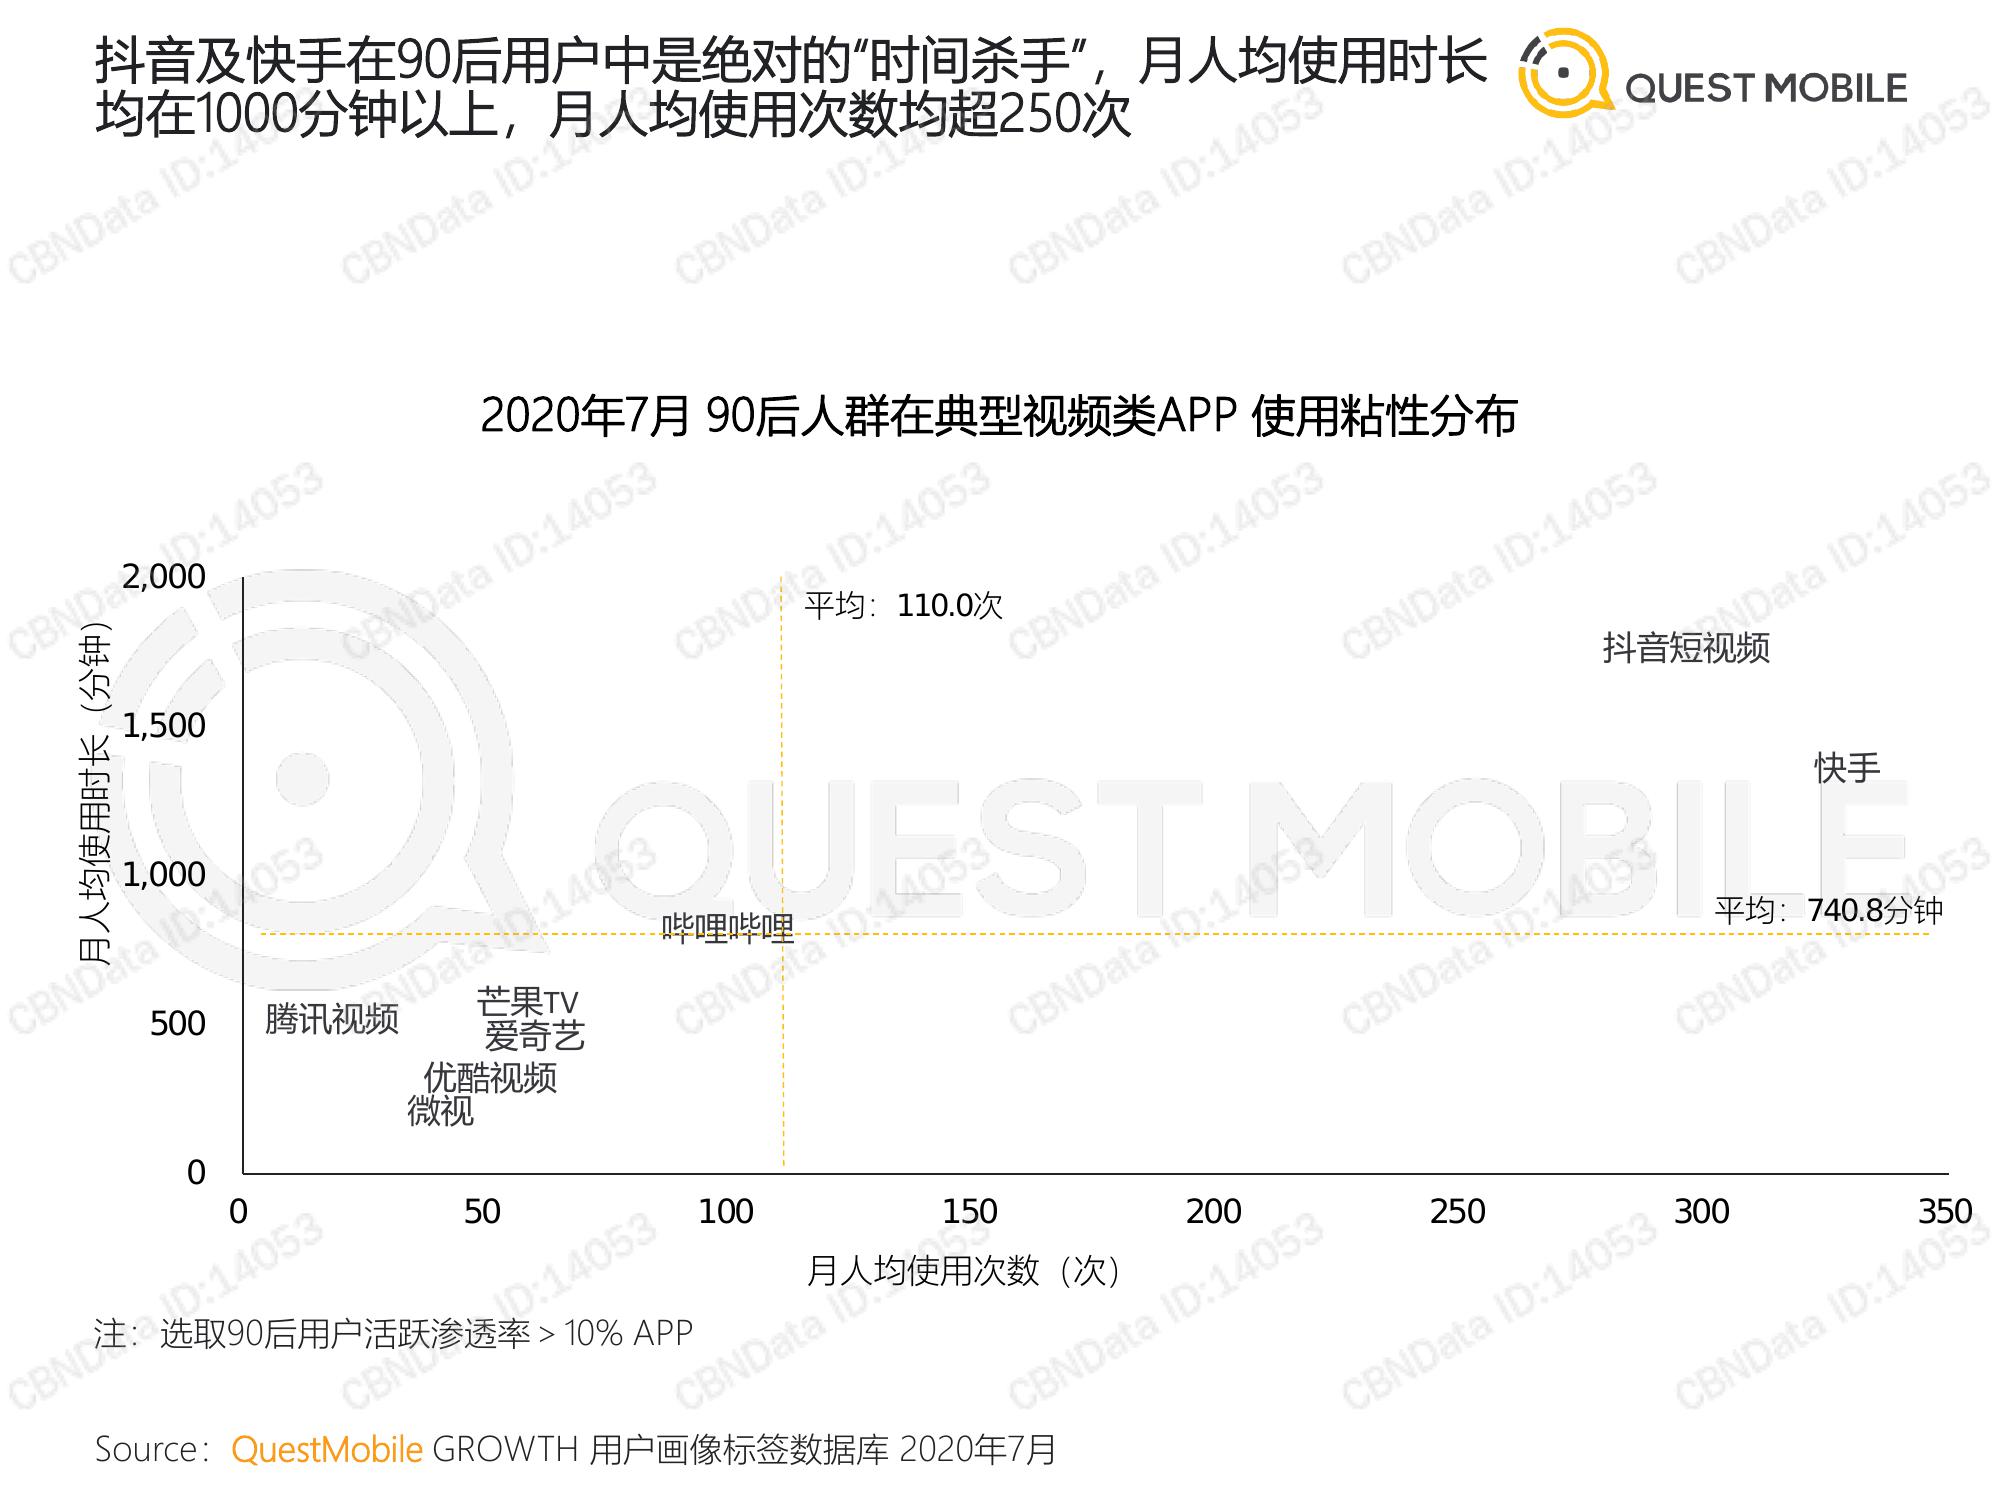 抖音及快手在90后用户中是绝对的“时间杀手”，月人均使用时长
均在1000分钟以上，月人均使用次数均超250次
QUEST MOBILE
2020年7月 90后人群在典型视频类APP 使用粘性分布
月人均使用时长（分钟）
2,000
1,500
1,000
500
0
平均：110.0次
抖音短视频
快手
平均：740.8分钟
哔哩哔哩
芒果TV
腾讯视频
爱奇艺
优酷视频
微视
0 50 100 150 200 250 300 350
月人均使用次数（次）
注：选取90后用户活跃渗透率＞10% APP
Source：QuestMobile GROWTH 用户画像标签数据库 2020年7月
QUEST MOBILE
CBNData ID:14053